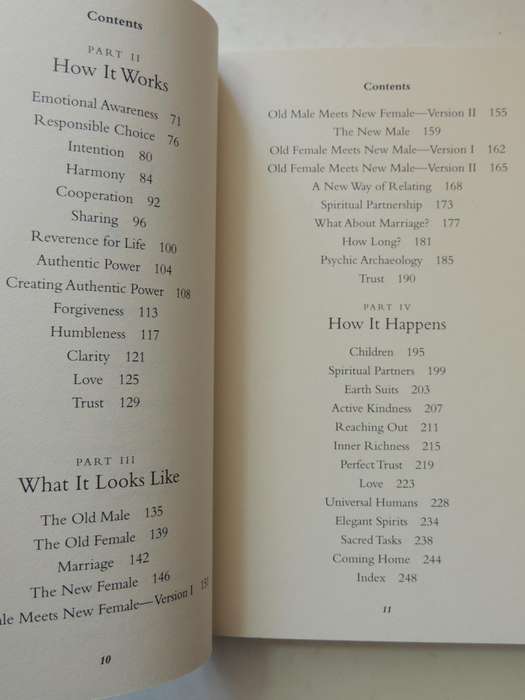 Contents
PART II
How It Works
Emotional Awareness 71
Responsible Choice 76
Intention 80
Harmony 84
Cooperation 92
Sharing 96
Reverence for Life 100
Authentic Power 104
Creating Authentic Power 108
Forgiveness 113
Humbleness 117
Clarity 121
Love 125
Trust 129
PART III
What It Looks Like
The Old Male 135
The Old Female 139
Marriage 142
The New Female 146
Meets New Female—Version I
10
Contents
Old Male Meets New Female—Version II 155
The New Male 159
Old Female Meets New Male—Version I 162
Old Female Meets New Male—Version II 165
A New Way of Relating 168
Spiritual Partnership 173
What About Marriage? 177
How Long? 181
Psychic Archaeology 185
Trust 190
PART IV
How It Happens
Children 195
Spiritual Partners 199
Earth Suits 203
Active Kindness 207
Reaching Out 211
Inner Richness 215
Perfect Trust 219
Love 223
Universal Humans 228
Elegant Spirits 234
Sacred Tasks 238
Coming Home 244
Index 248
11